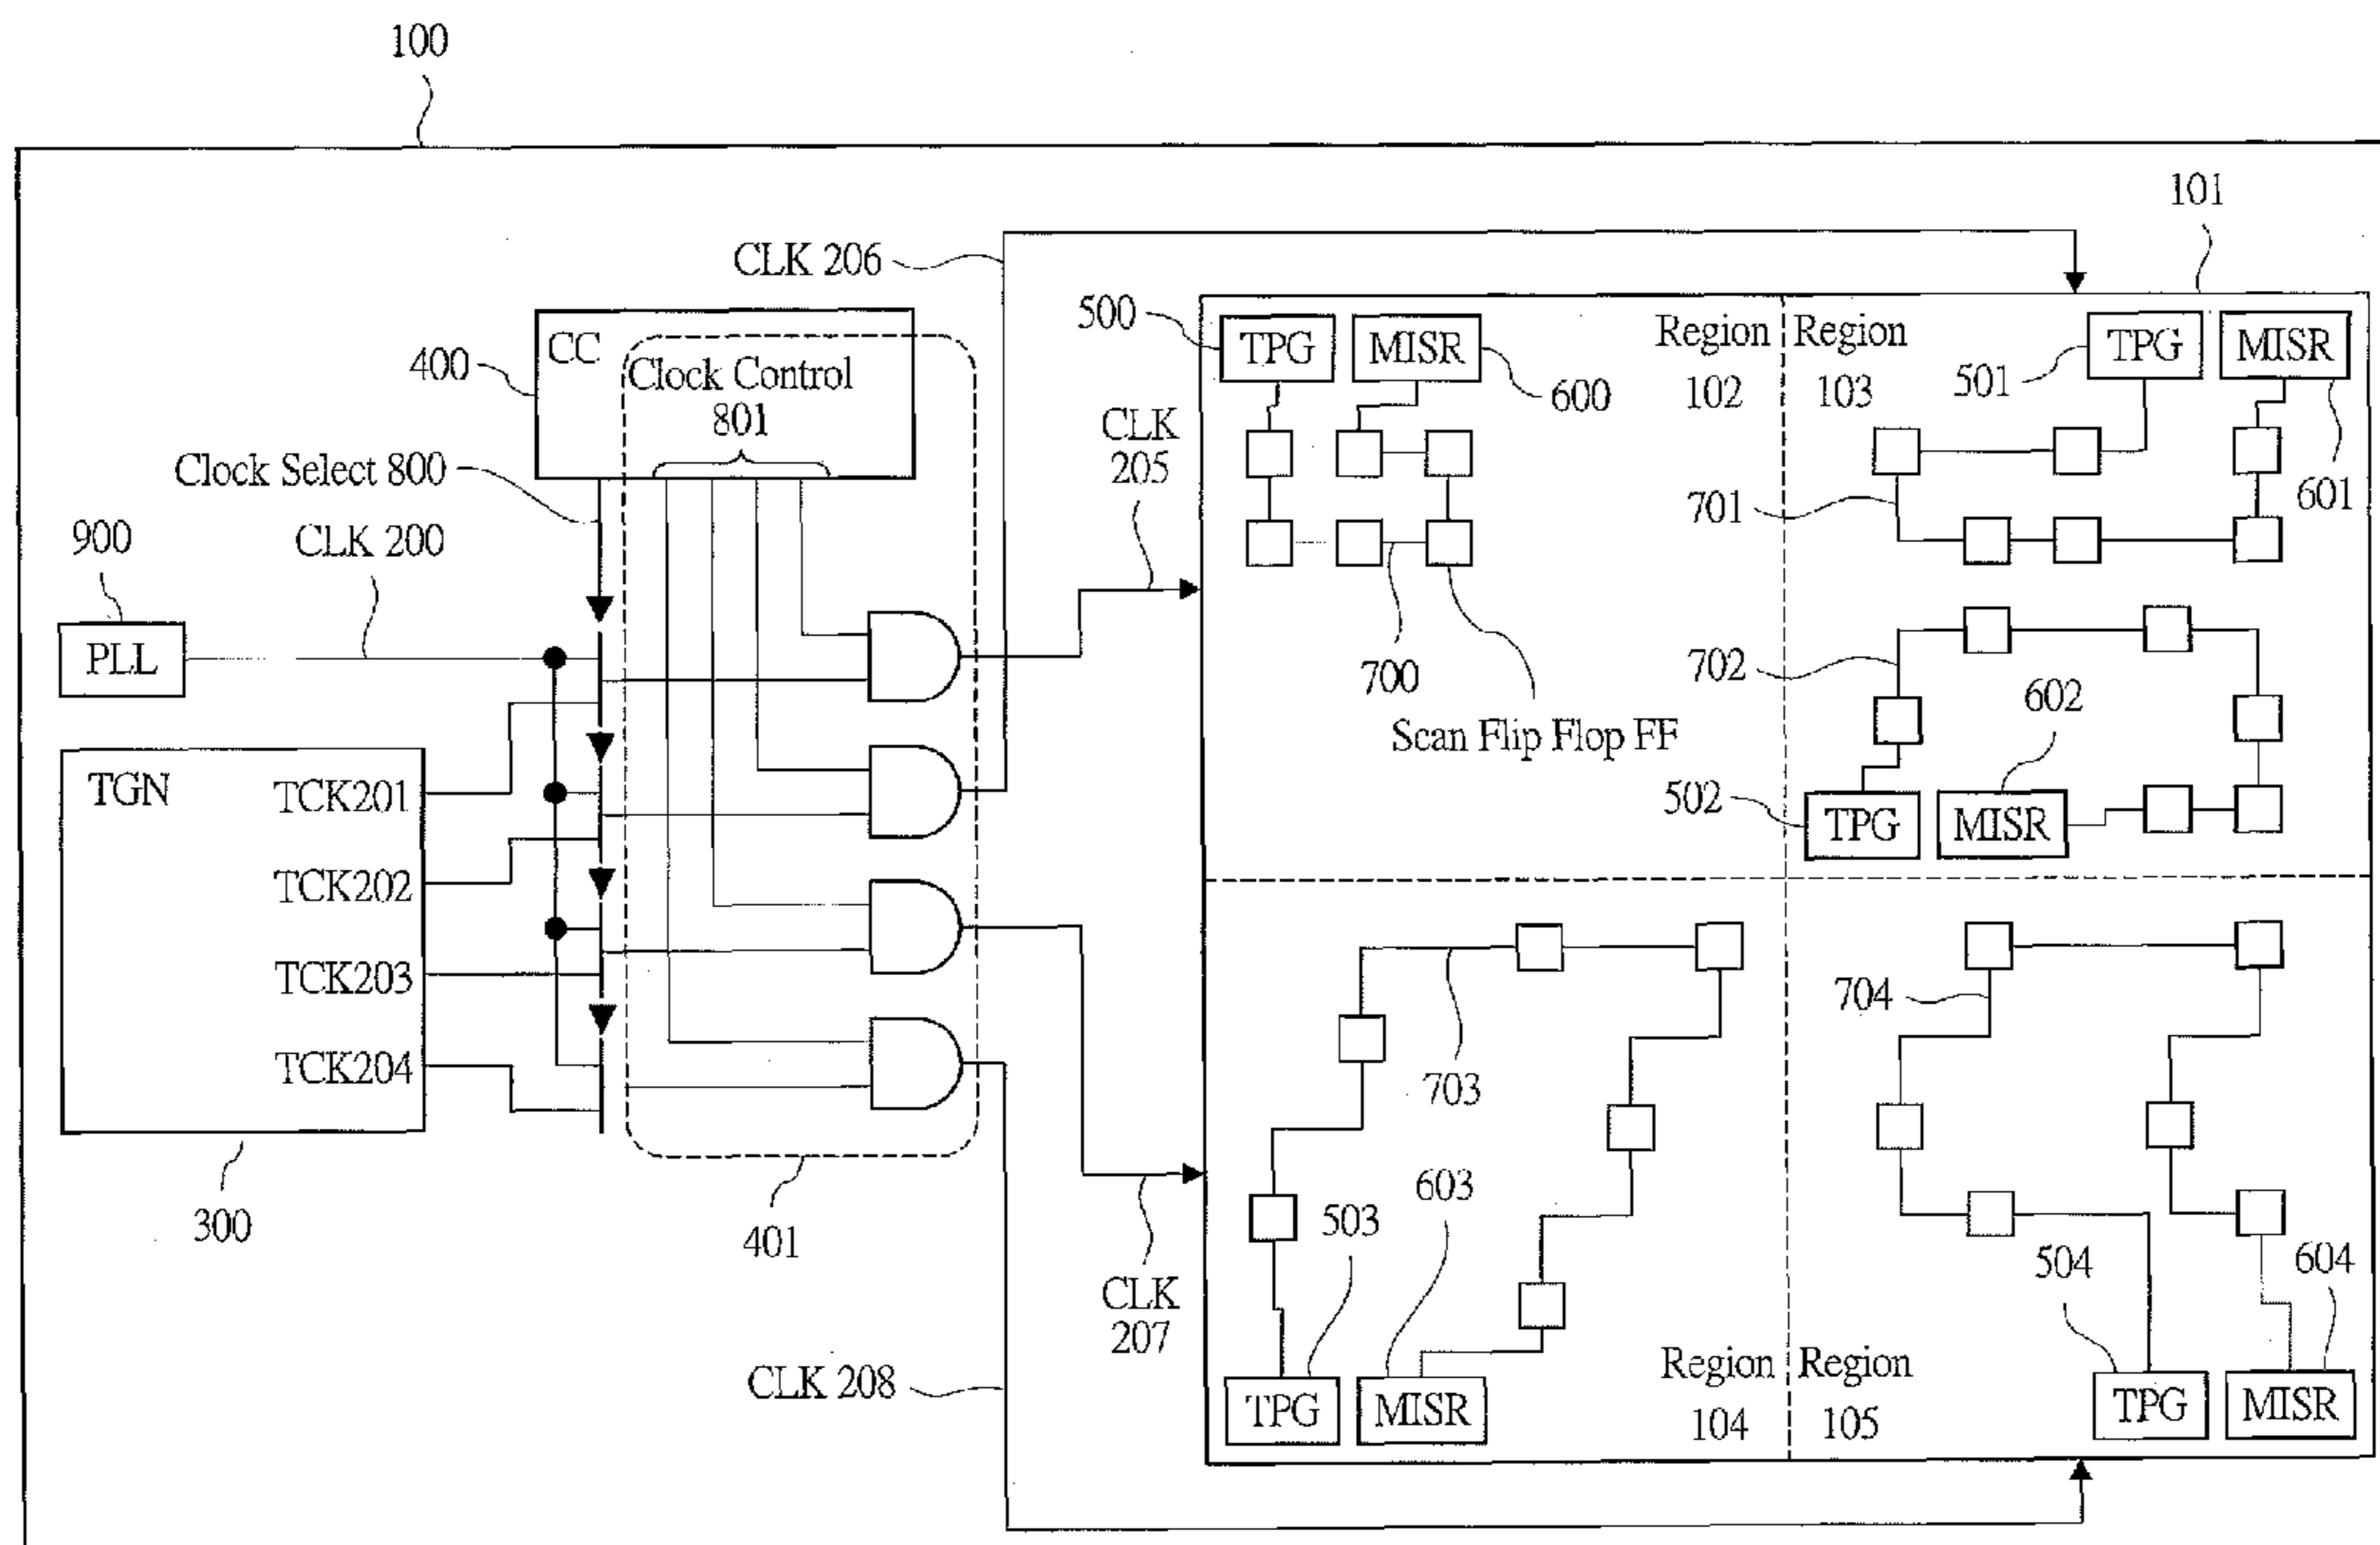 100
101
CLK 206
CC
400
Clock Control
801
Clock Select 800
900
CLK 200
PLL
TGN
TCK201
TCK202
TCK203
TCK204
300
401
CLK
205
CLK
207
CLK 208
500
TPG
MISR
600
Region
102
700
Scan Flip Flop FF
Region
103
501
TPG
MISR
601
701
702
602
502
TPG
MISR
703
603
503
TPG
MISR
Region
104
704
504
604
Region
105
TPG
MISR